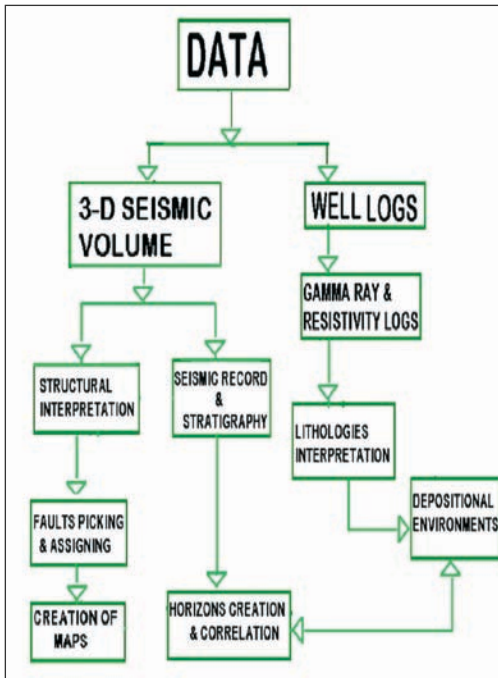 DATA
3-D SEISMIC
VOLUME
WELL LOGS
GAMMA RAY &
RESISTIVITY LOGS
STRUCTURAL
INTERPRETATION
SEISMIC RECORD
&
STRATIGRAPHY
LITHOLOGIES
INTERPRETATION
DEPOSITIONAL
ENVIRONMENTS
FAULTS PICKING
& ASSIGNING
HORIZONS CREATION
& CORRELATION
CREATION OF
MAPS